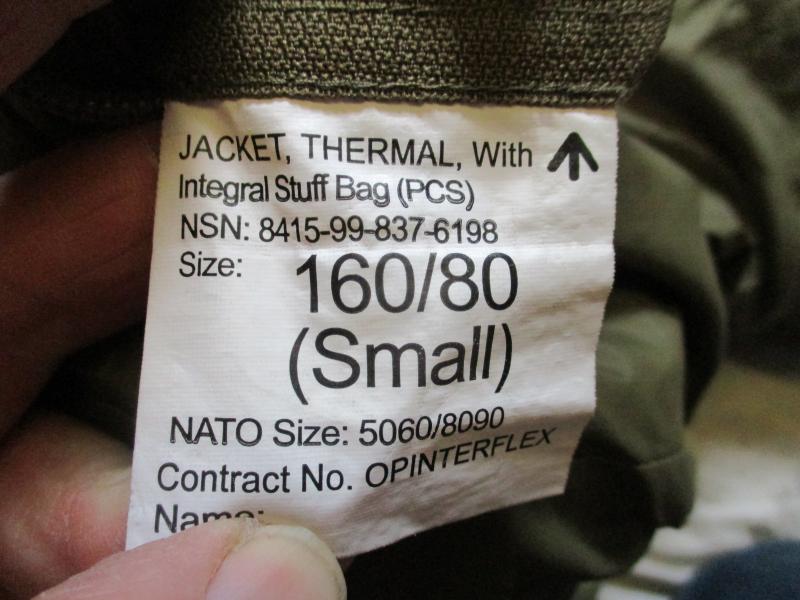 JACKET, THERMAL, With
Integral Stuff Bag (PCS)
NSN: 8415-99-837-6198
Size: 160/80
(Small)
NATO Size: 5060/8090
Contract No. OPINTERFLEX
Name: